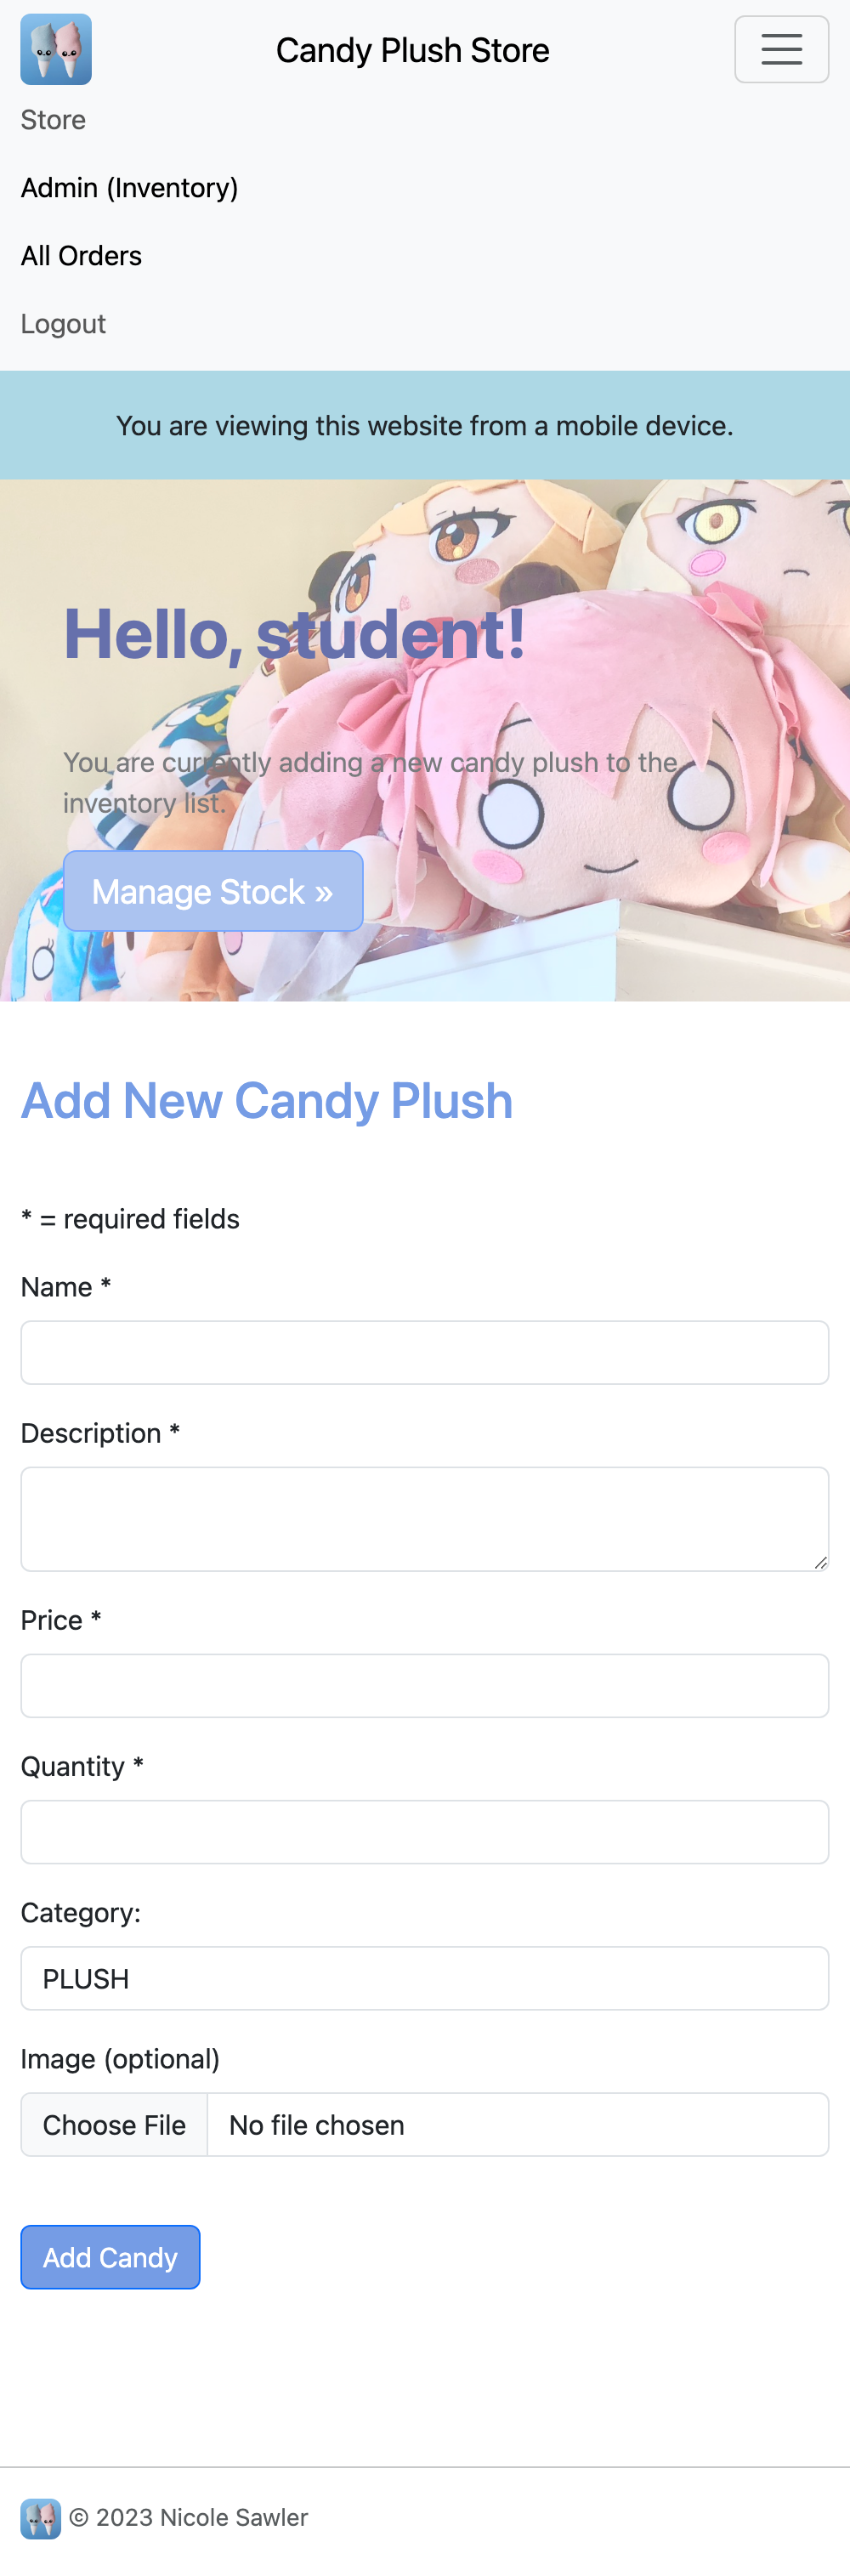 Candy Plush Store
Store
Admin (Inventory)
All Orders
Logout
You are viewing this website from a mobile device.
Hello, student!
You are currently adding a new candy plush to the
inventory list.
Manage Stock »
Add New Candy Plush
* = required fields
Name *
Description *
Price *
Quantity *
Category:
PLUSH
Image (optional)
Choose File No file chosen
Add Candy
© 2023 Nicole Sawler